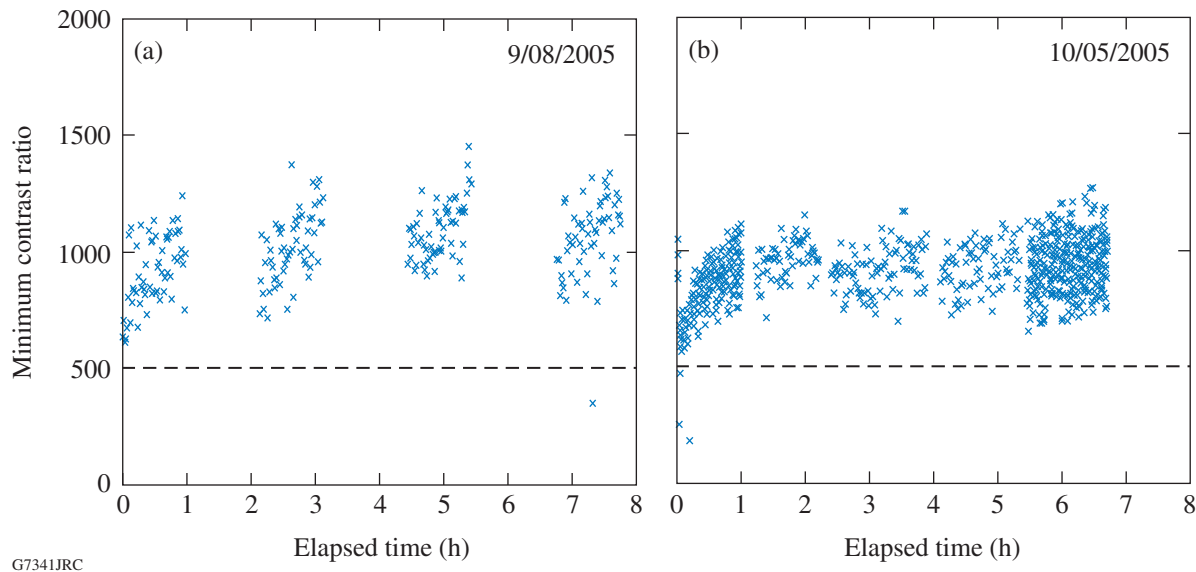 2000
1500
1000
500
0
Minimum contrast ratio
(a)
9/08/2005
0 1 2 3 4 5 6 7 8
Elapsed time (h)
(b)
10/05/2005
0 1 2 3 4 5 6 7 8
Elapsed time (h)
G7341JRC